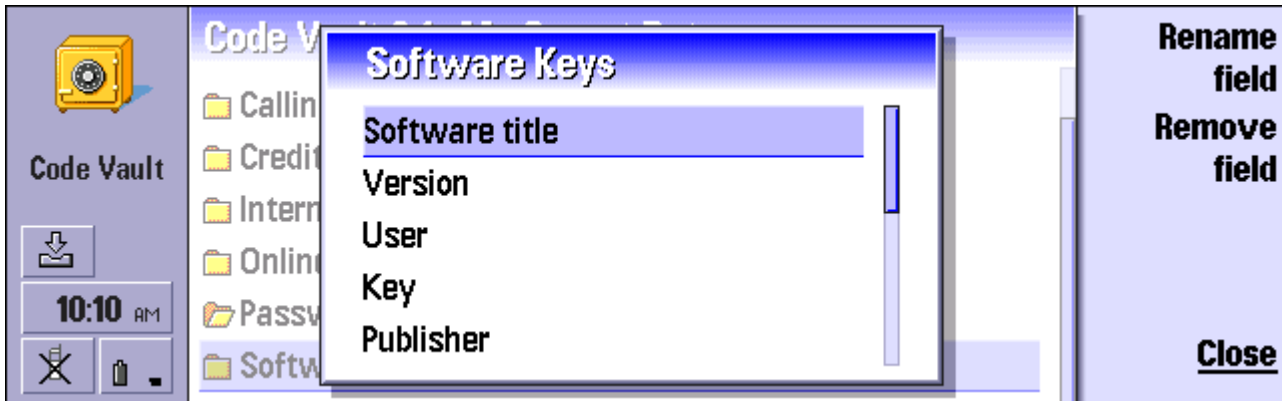 Code Vault
10:10 AM
Code V
Callin
Credit
Intern
Onlin
Passv
Softw
Software Keys
Software title
Version
User
Key
Publisher
Rename
field
Remove
field
Close